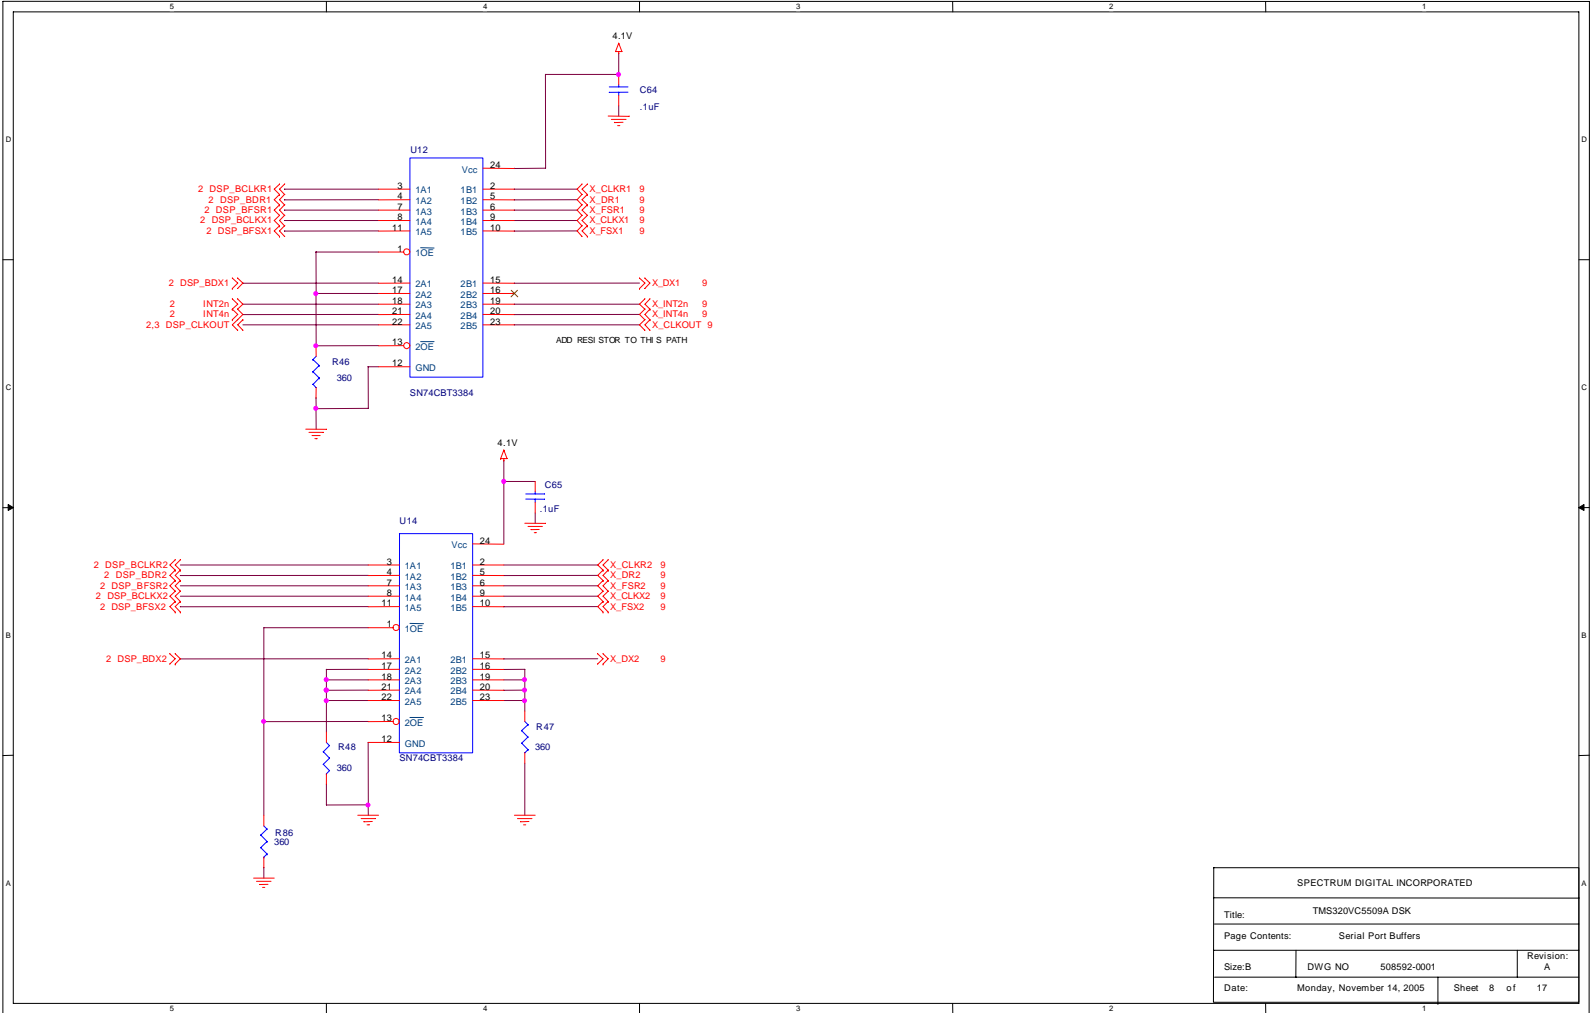 5 4 3 2 1
4.1V
C64
.1uF
D D
U12
Vcc 24
2 DSP_BCLKR1 3 1A1 1B1 2 X_CLKR1 9
2 DSP_BDR1 4 1A2 1B2 5 X_DR1 9
2 DSP_BFSR1 7 1A3 1B3 6 X_FSR1 9
2 DSP_BCLKX1 8 1A4 1B4 9 X_CLKX1 9
2 DSP_BFSX1 11 1A5 1B5 10 X_FSX1 9
1 1OE
2 DSP_BDX1 14 2A1 2B1 15 X_DX1 9
17 2A2 2B2 16
2 INT2n 18 2A3 2B3 19 X_INT2n 9
2 INT4n 21 2A4 2B4 20 X_INT4n 9
2,3 DSP_CLKOUT 22 2A5 2B5 23 X_CLKOUT 9
ADD RESISTOR TO THIS PATH
13 2OE
R46
360
12 GND
C C
SN74CBT3384
4.1V
C65
.1uF
U14
Vcc 24
2 DSP_BCLKR2 3 1A1 1B1 2 X_CLKR2 9
2 DSP_BDR2 4 1A2 1B2 5 X_DR2 9
2 DSP_BFSR2 7 1A3 1B3 6 X_FSR2 9
2 DSP_BCLKX2 8 1A4 1B4 9 X_CLKX2 9
2 DSP_BFSX2 11 1A5 1B5 10 X_FSX2 9
1 1OE
B B
2 DSP_BDX2 14 2A1 2B1 15 X_DX2 9
17 2A2 2B2 16
18 2A3 2B3 19
21 2A4 2B4 20
22 2A5 2B5 23
13 2OE
R47
360
12 GND
R48
360
SN74CBT3384
R86
360
A A
SPECTRUM DIGITAL INCORPORATED
Title: TMS320VC5509A DSK
Page Contents: Serial Port Buffers
Size:B DWG NO 508592-0001 Revision: A
Date: Monday, November 14, 2005 Sheet 8 of 17
5 4 3 2 1